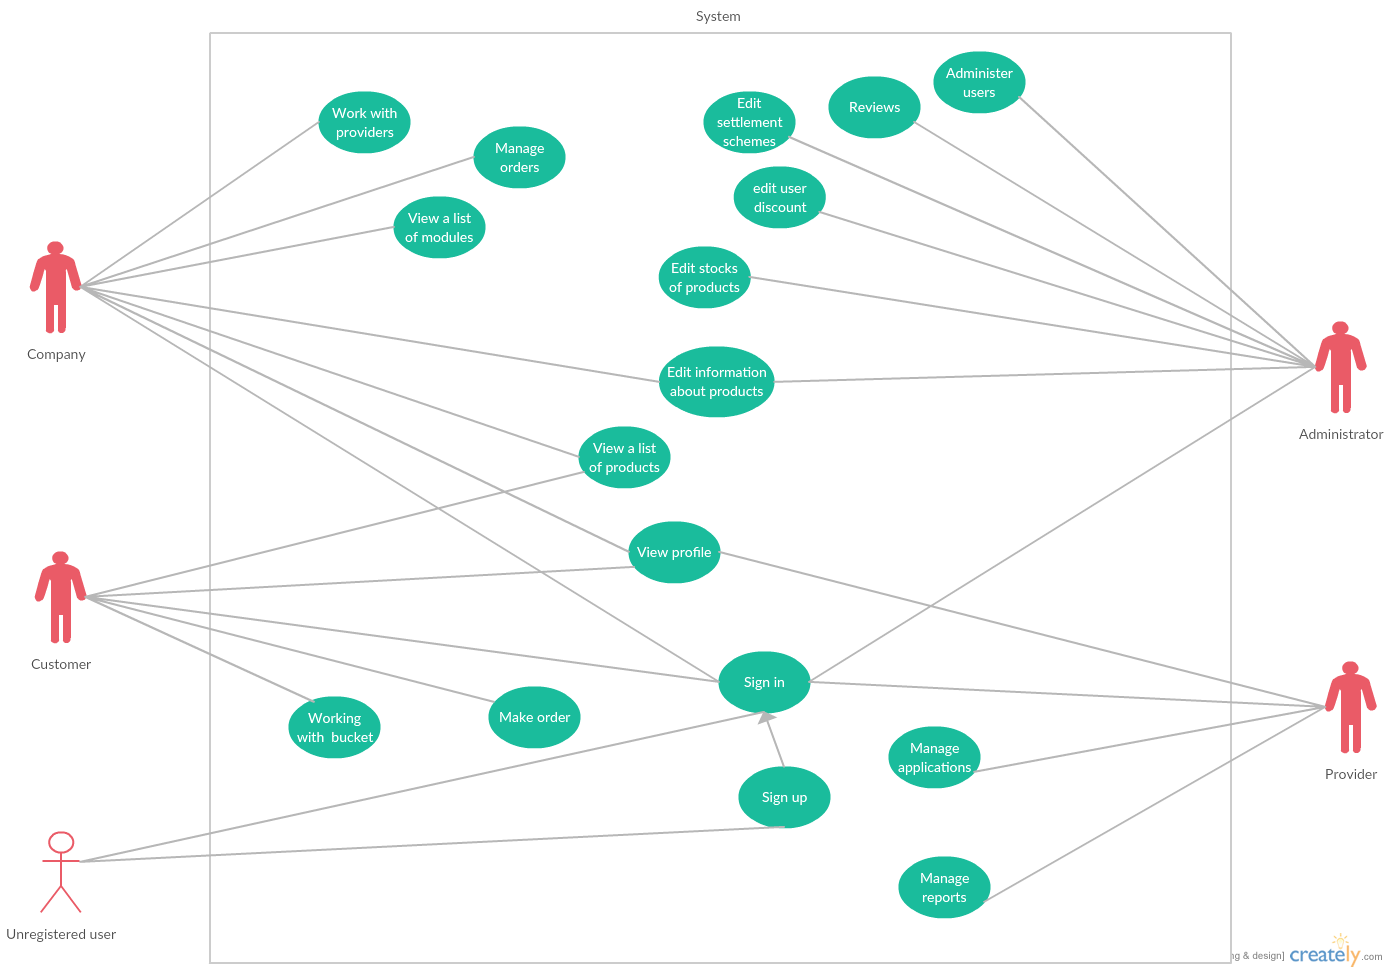 System
Administer
users
Edit
settlement
schemes
Reviews
Work with
providers
Manage
orders
edit user
discount
View a list
of modules
Edit stocks
of products
Company
Edit information
about products
Administrator
View a list
of products
View profile
Customer
Sign in
Working
with bucket
Make order
Manage
applications
Provider
Sign up
Manage
reports
Unregistered user
ng & design]
creately.com